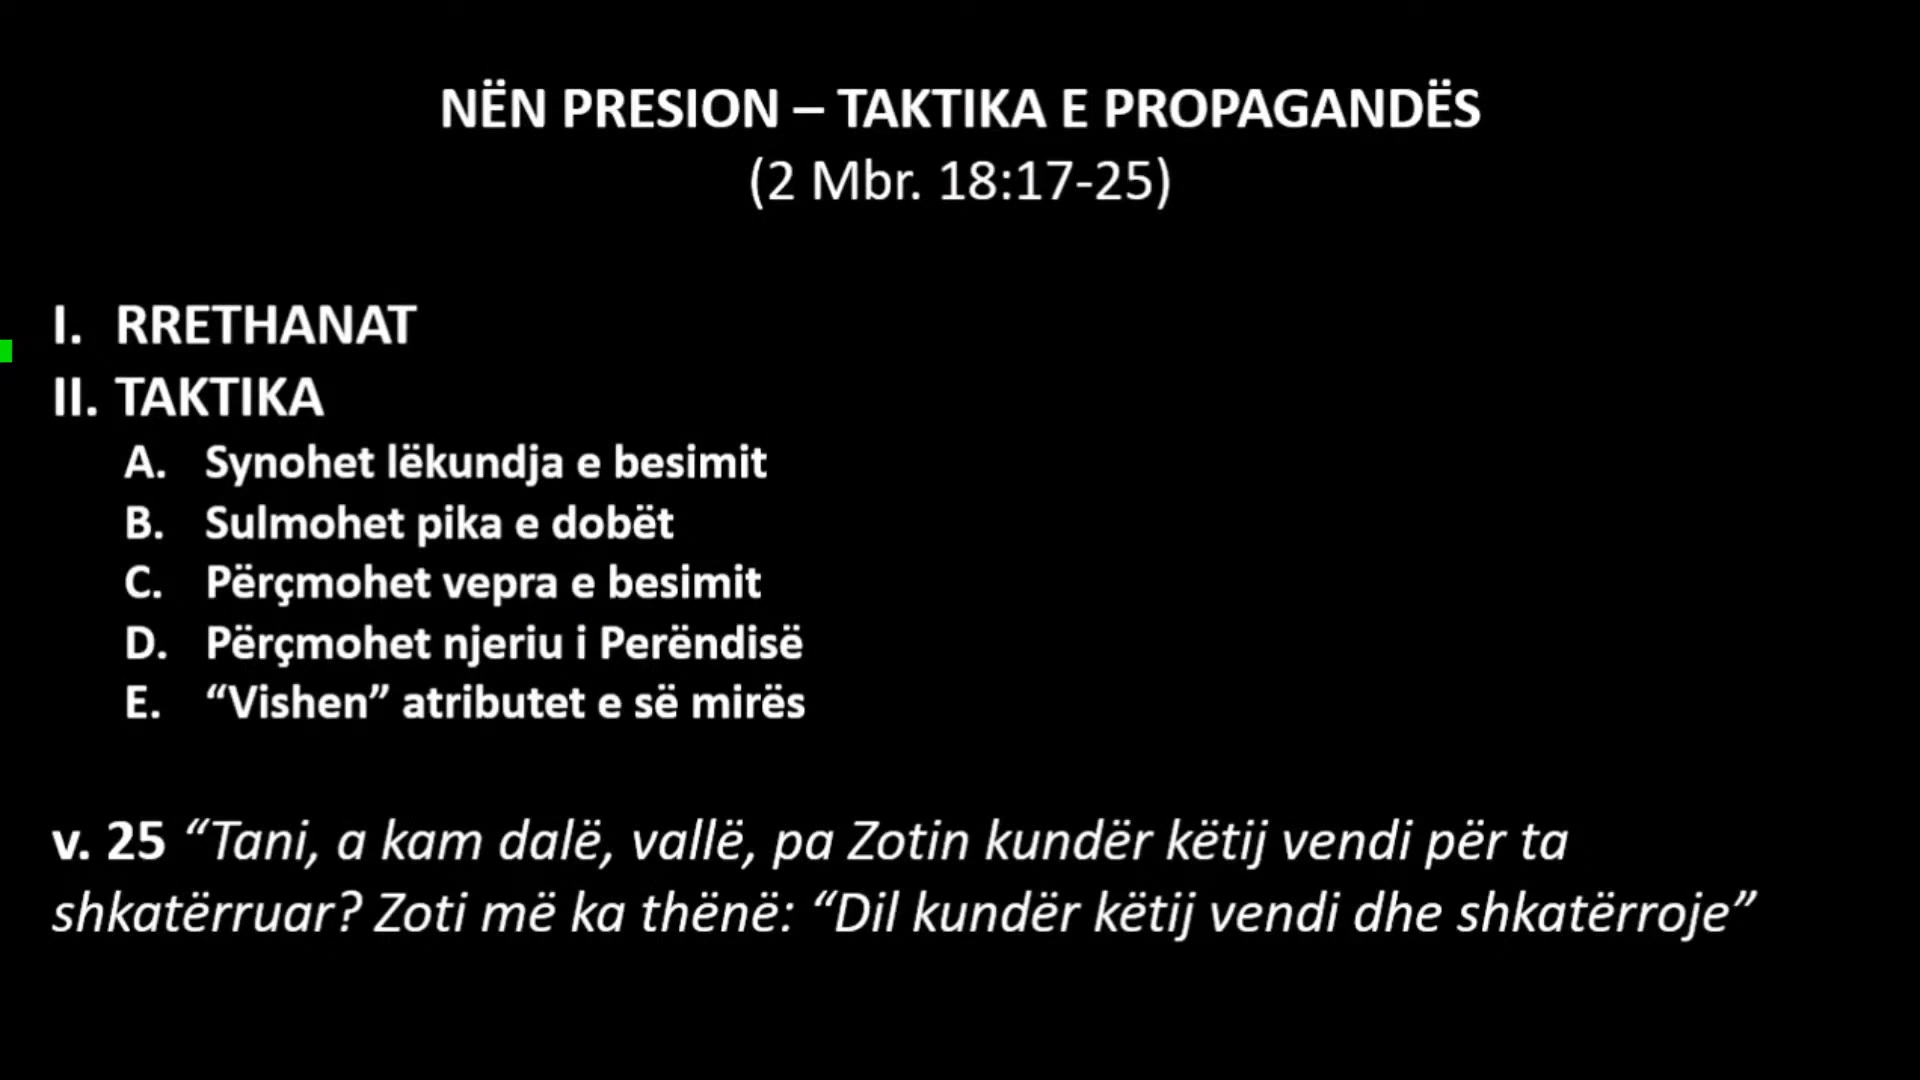 NËN PRESION – TAKTIKA E PROPAGANDËS
(2 Mbr. 18:17-25)
I. RRETHANAT
II. TAKTIKA
A. Synohet lëkundja e besimit
B. Sulmohet pika e dobët
C. Përçmohet vepra e besimit
D. Përçmohet njeriu i Perëndisë
E. “Vishen” atributet e së mirës
v. 25 “Tani, a kam dalë, vallë, pa Zotin kundër këtij vendi për ta
shkatërruar? Zoti më ka thënë: “Dil kundër këtij vendi dhe shkatërroje”